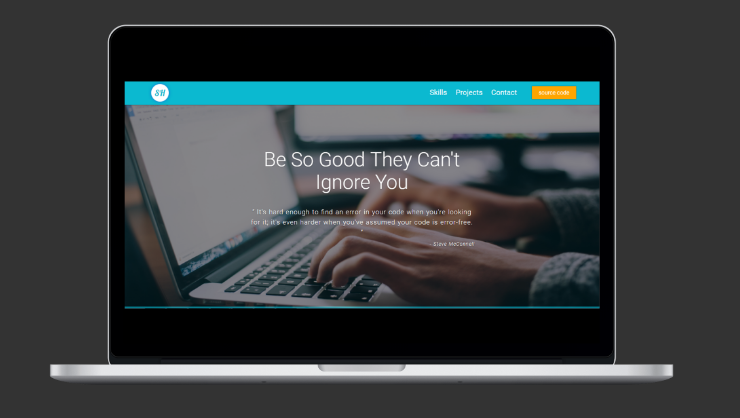 SH
Skills Projects Contact source code
Be So Good They Can't
Ignore You
" It's hard enough to find an error in your code when you're looking
for it; it's even harder when you've assumed your code is error-free.
"
Steve McConnell